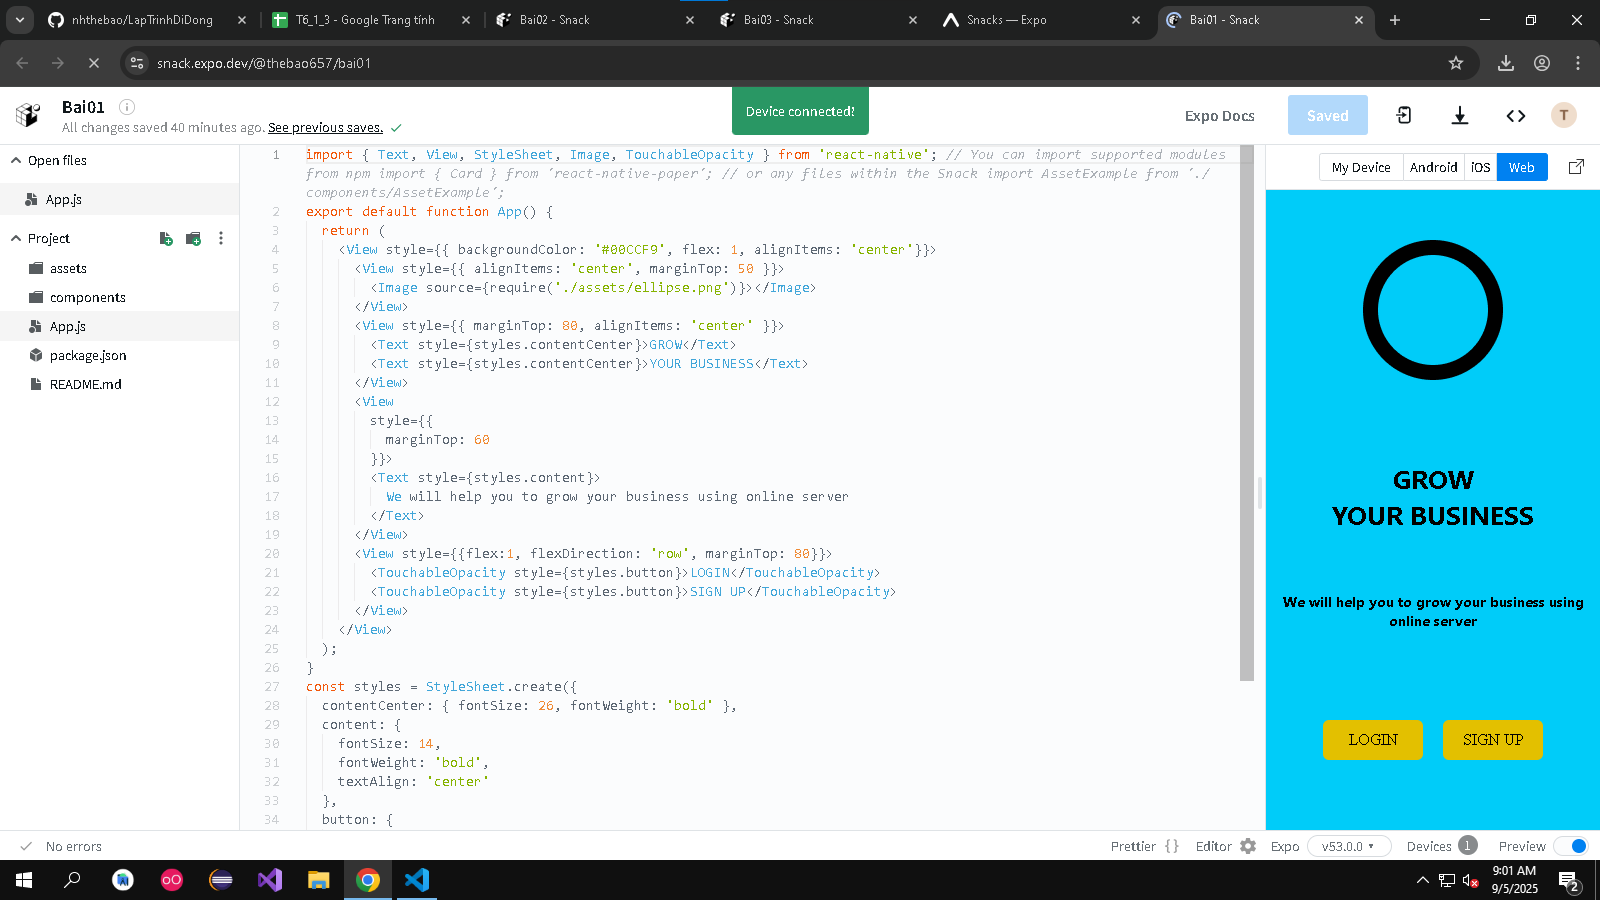 nhthebao/LapTrinhDiDong
T6_1_3 - Google Trang tính
Bai02 - Snack
Bai03 - Snack
Snacks — Expo
Bai01 - Snack
snack.expo.dev/@thebao657/bai01
Bai01
All changes saved 40 minutes ago. See previous saves.
Device connected!
Expo Docs
Saved
T
Open files
App.js
Project
assets
components
App.js
package.json
README.md
1 import { Text, View, StyleSheet, Image, TouchableOpacity } from 'react-native'; // You can import supported modules
from npm import { Card } from 'react-native-paper'; // or any files within the Snack import AssetExample from './
components/AssetExample';
2 export default function App() {
3 return (
4 <View style={{ backgroundColor: '#00CCF9', flex: 1, alignItems: 'center'}}>
5 <View style={{ alignItems: 'center', marginTop: 50 }}>
6 <Image source={require('./assets/ellipse.png')}></Image>
7 </View>
8 <View style={{ marginTop: 80, alignItems: 'center' }}>
9 <Text style={styles.contentCenter}>GROW</Text>
10 <Text style={styles.contentCenter}>YOUR BUSINESS</Text>
11 </View>
12 <View
13 style={{
14 marginTop: 60
15 }}>
16 <Text style={styles.content}>
17 We will help you to grow your business using online server
18 </Text>
19 </View>
20 <View style={{flex:1, flexDirection: 'row', marginTop: 80}}>
21 <TouchableOpacity style={styles.button}>LOGIN</TouchableOpacity>
22 <TouchableOpacity style={styles.button}>SIGN UP</TouchableOpacity>
23 </View>
24 </View>
25 );
26 }
27 const styles = StyleSheet.create({
28 contentCenter: { fontSize: 26, fontWeight: 'bold' },
29 content: {
30 fontSize: 14,
31 fontWeight: 'bold',
32 textAlign: 'center'
33 },
34 button: {
My Device
Android
iOS
Web
GROW
YOUR BUSINESS
We will help you to grow your business using
online server
LOGIN
SIGN UP
No errors
Prettier { }
Editor
Expo
v53.0.0
Devices 1
Preview
9:01 AM
9/5/2025
2